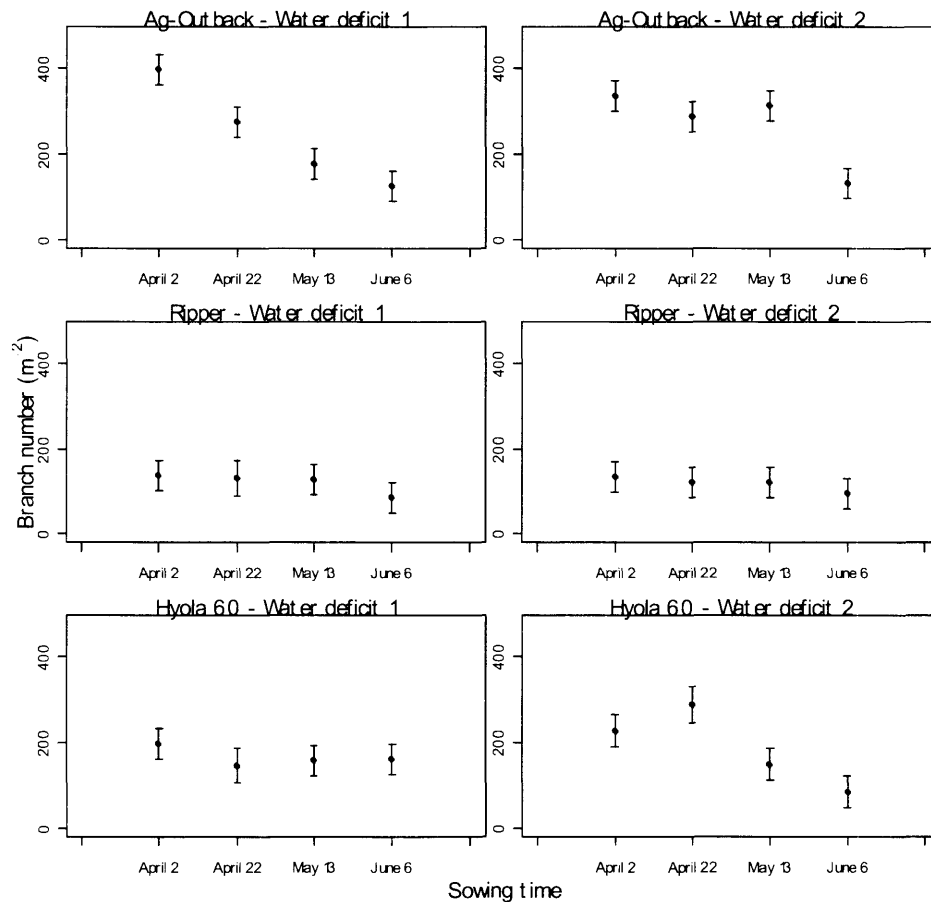 Ag-Outback - Water deficit 1
Ag-Outback - Water deficit 2
400
200
0
400
200
0
April 2 April 22 May 13 June 6
April 2 April 22 May 13 June 6
Ripper - Water deficit 1
Ripper - Water deficit 2
Branch number (m⁻²)
400
200
0
400
200
0
April 2 April 22 May 13 June 6
April 2 April 22 May 13 June 6
Hyola 60 - Water deficit 1
Hyola 60 - Water deficit 2
400
200
0
400
200
0
April 2 April 22 May 13 June 6
April 2 April 22 May 13 June 6
Sowing time